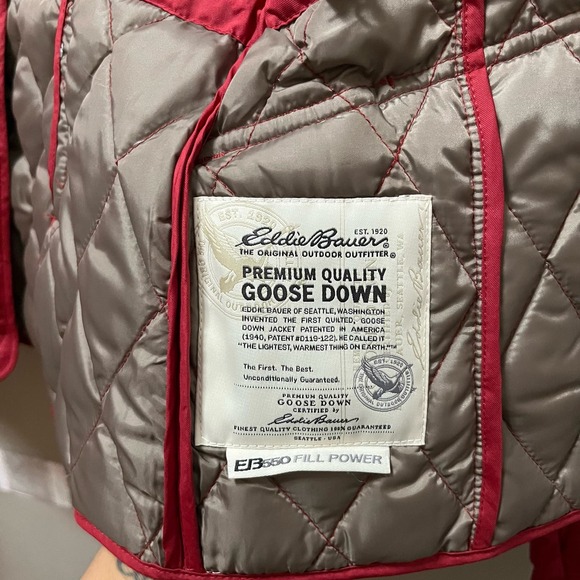 EST. 1920
Eddie Bauer®
THE ORIGINAL OUTDOOR OUTFITTER®
PREMIUM QUALITY
GOOSE DOWN
EDDIE BAUER OF SEATTLE, WASHINGTON
INVENTED THE FIRST QUILTED, GOOSE
DOWN JACKET PATENTED IN AMERICA
(1940, PATENT#D119-122). HE CALLED IT
"THE LIGHTEST, WARMEST THING ON EARTH."™
The First. The Best.
Unconditionally Guaranteed.
PREMIUM QUALITY
GOOSE DOWN
CERTIFIED by
Eddie Bauer®
FINEST QUALITY CLOTHING 100% GUARANTEED
SEATTLE - USA
EB550 FILL POWER